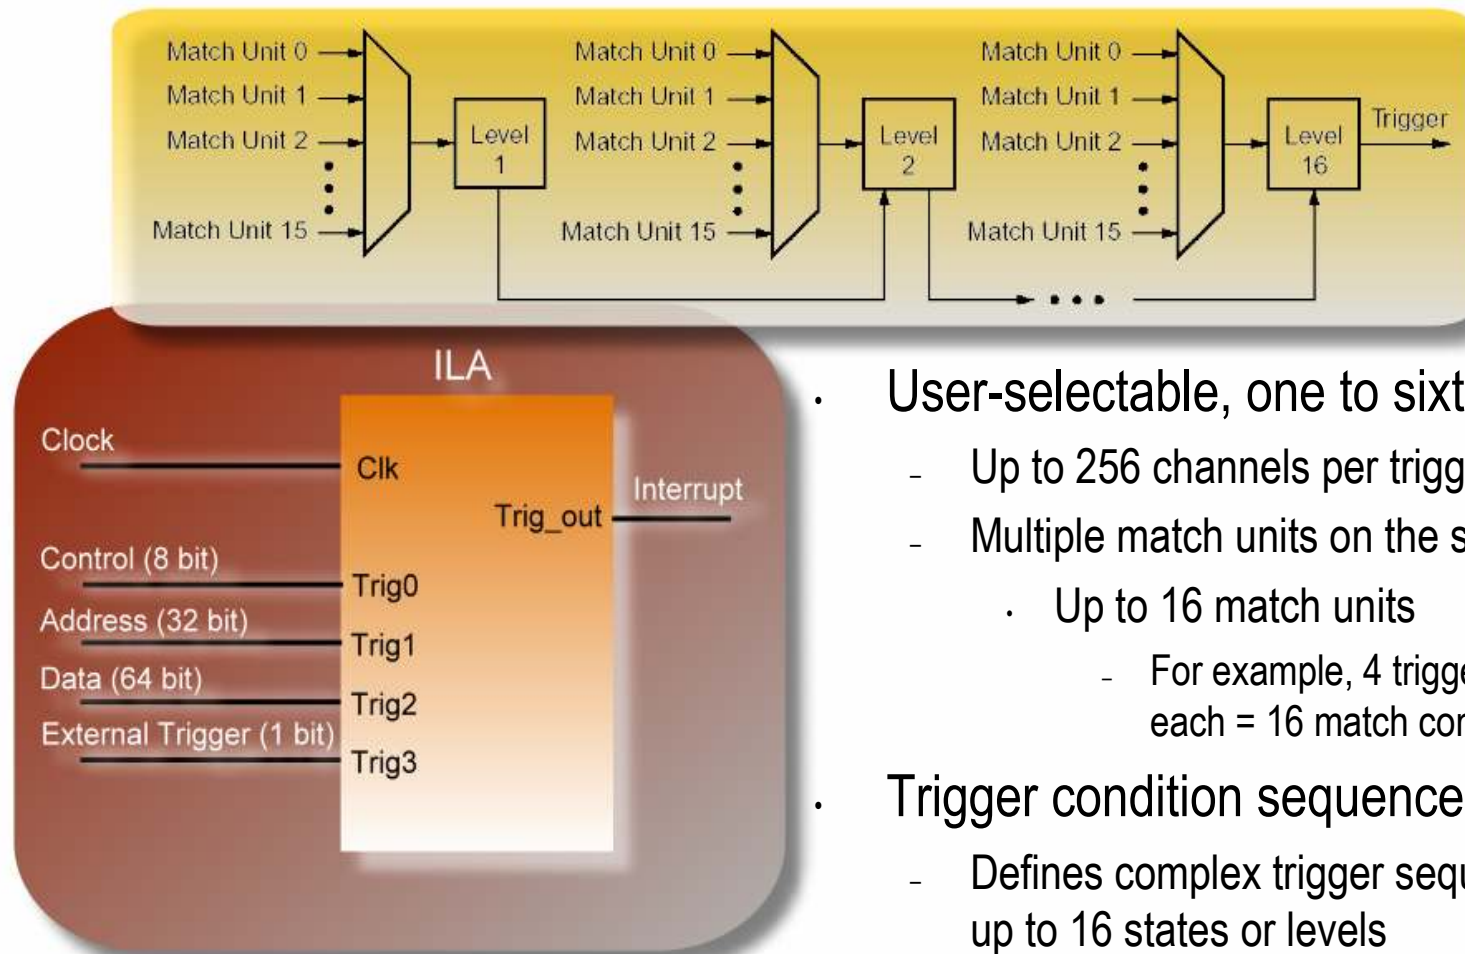 Match Unit 0
Match Unit 1
Match Unit 2
Match Unit 15
Level
1
Match Unit 0
Match Unit 1
Match Unit 2
Match Unit 15
Level
2
Match Unit 0
Match Unit 1
Match Unit 2
Match Unit 15
Level
16
Trigger
ILA
Clock
Clk
Interrupt
Trig_out
Control (8 bit)
Trig0
Address (32 bit)
Trig1
Data (64 bit)
Trig2
External Trigger (1 bit)
Trig3
• User-selectable, one to sixt
– Up to 256 channels per trigg
– Multiple match units on the s
• Up to 16 match units
– For example, 4 trigge
each = 16 match con
• Trigger condition sequence
– Defines complex trigger sequ
up to 16 states or levels